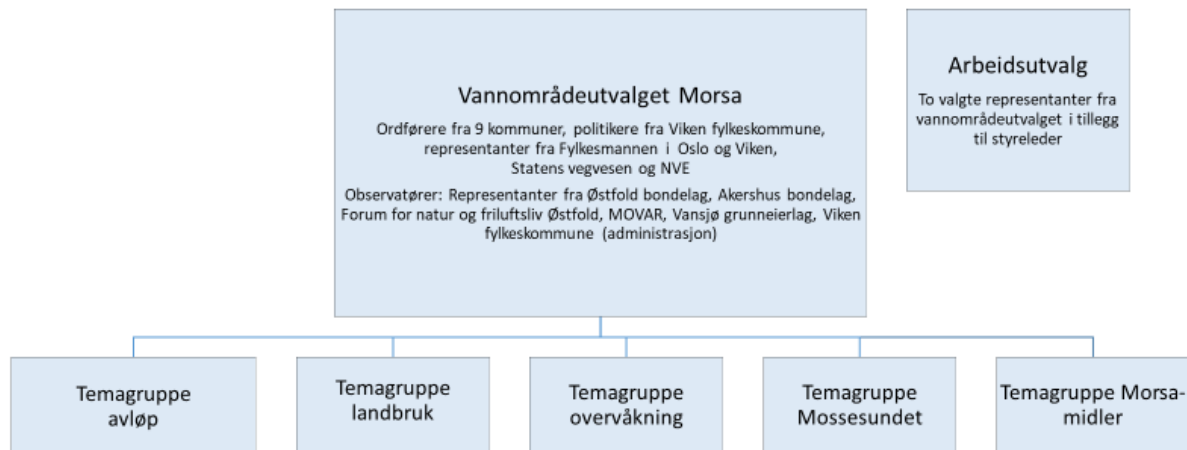 Vannområdeutvalget Morsa
Ordførere fra 9 kommuner, politikere fra Viken fylkeskommune,
representanter fra Fylkesmannen i Oslo og Viken,
Statens vegvesen og NVE
Observatører: Representanter fra Østfold bondelag, Akershus bondelag,
Forum for natur og friluftsliv Østfold, MOVAR, Vansjø grunneierlag, Viken
fylkeskommune (administrasjon)
Arbeidsutvalg
To valgte representanter fra
vannområdeutvalget i tillegg
til styreleder
Temagruppe
avløp
Temagruppe
landbruk
Temagruppe
overvåkning
Temagruppe
Mossesundet
Temagruppe Morsa-
midler